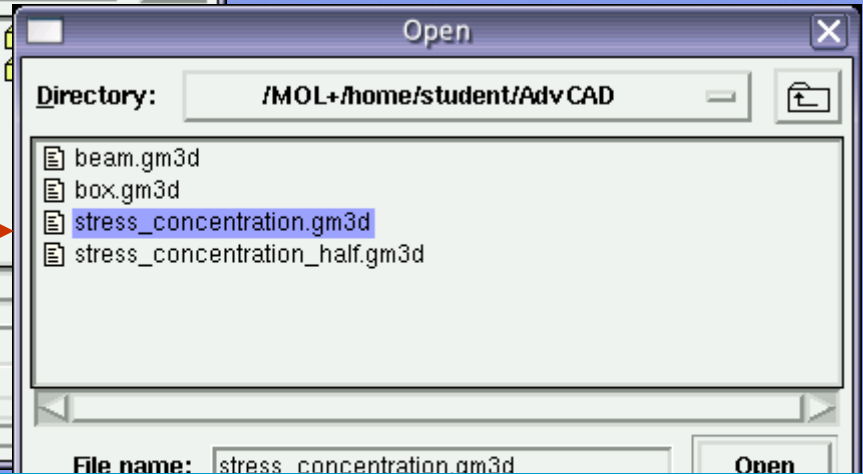 Open
Directory: /MOL+/home/student/AdvCAD
beam.gm3d
box.gm3d
stress_concentration.gm3d
stress_concentration_half.gm3d
File name: stress_concentration.gm3d Open